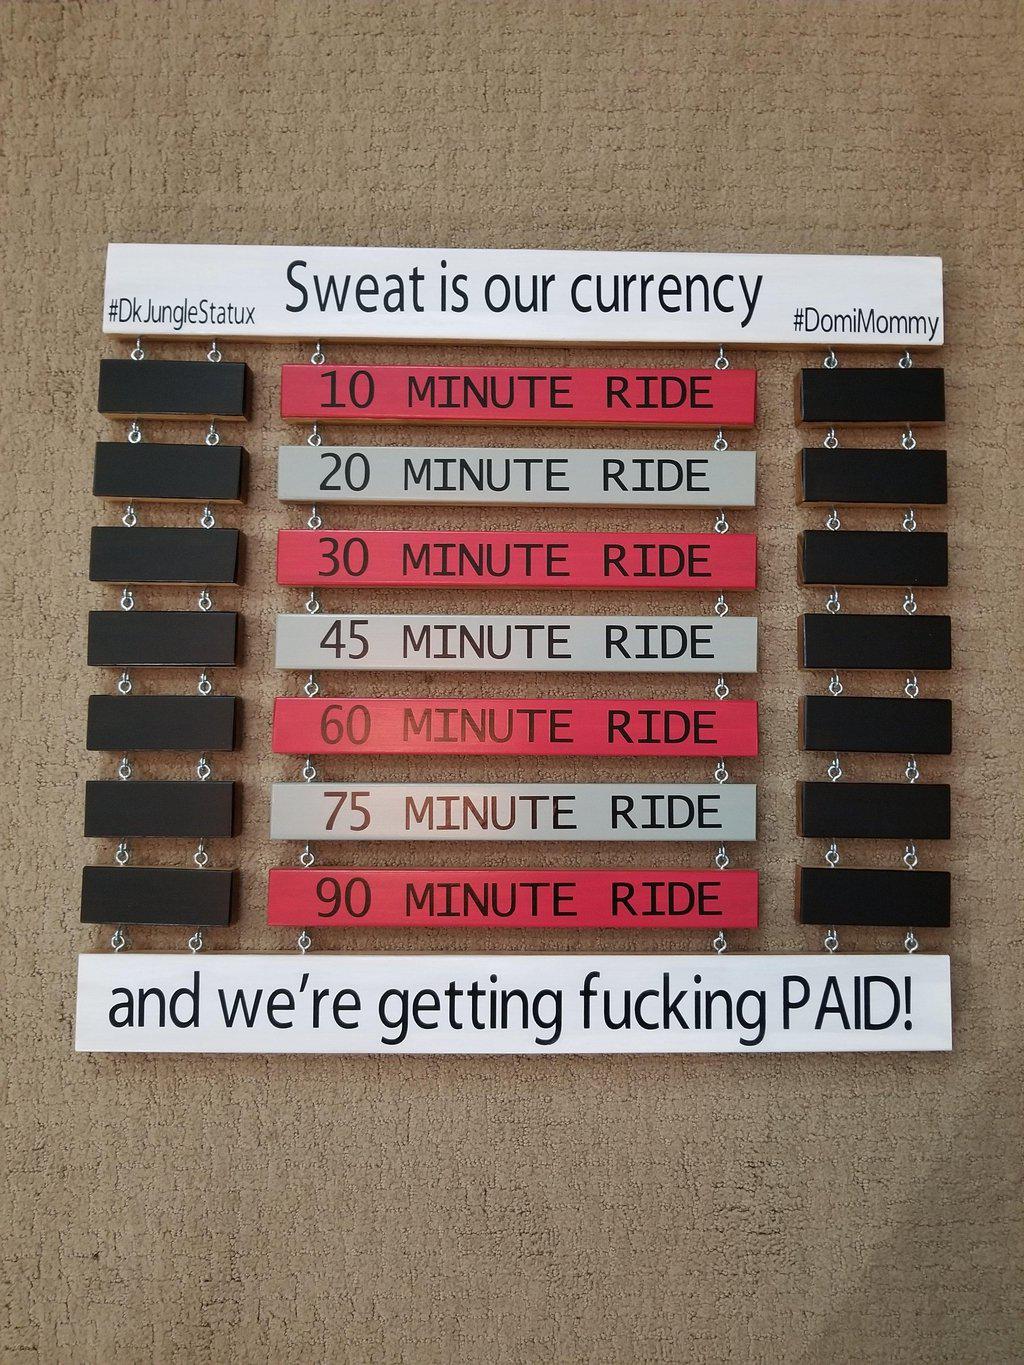 Sweat is our currency
#DkJungleStatux
#DomiMommy
10 MINUTE RIDE
20 MINUTE RIDE
30 MINUTE RIDE
45 MINUTE RIDE
60 MINUTE RIDE
75 MINUTE RIDE
90 MINUTE RIDE
and we're getting fucking PAID!